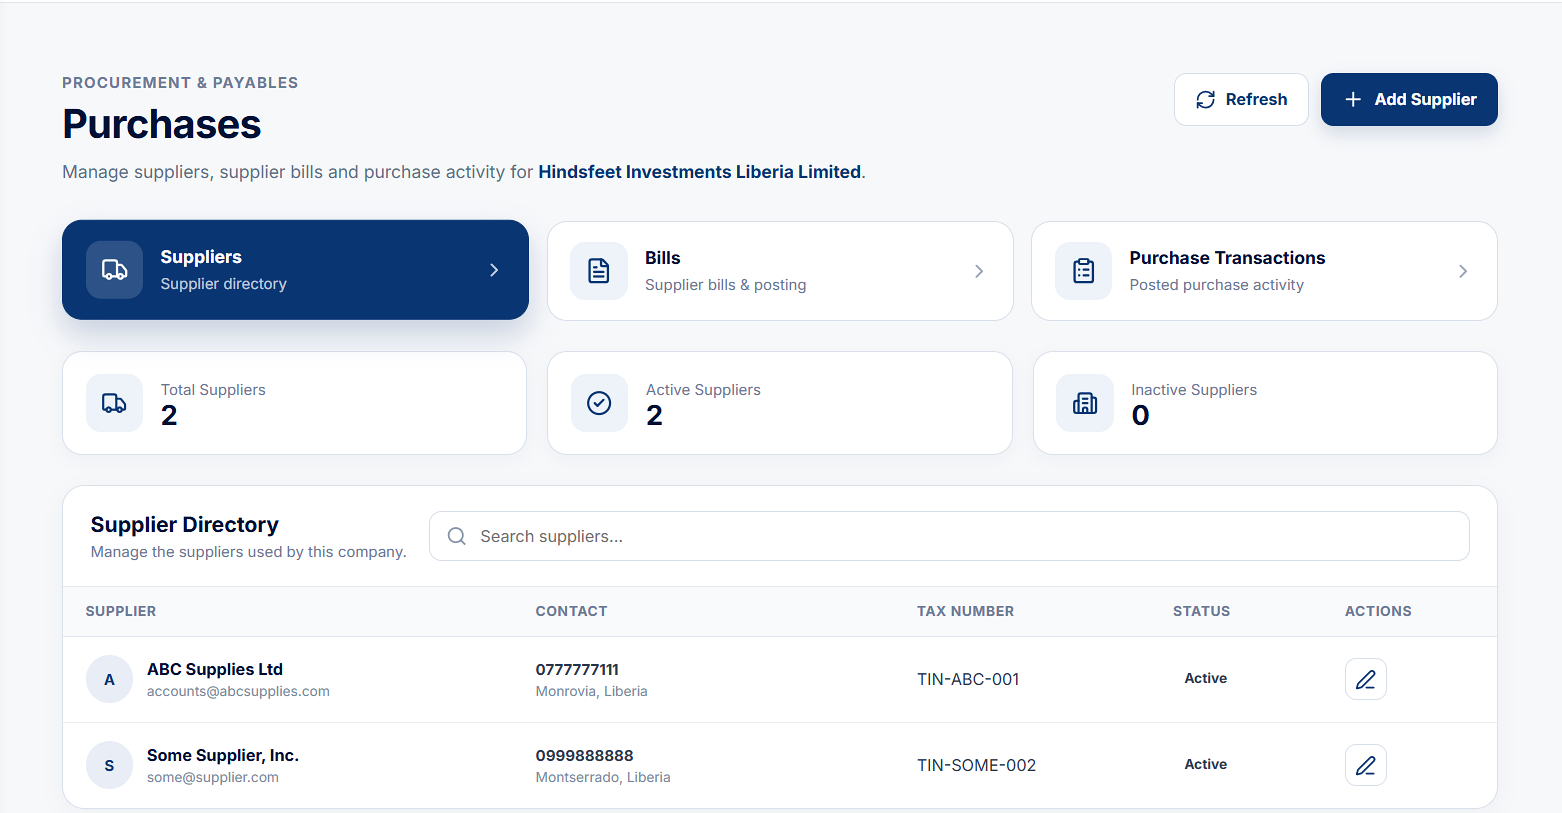 PROCUREMENT & PAYABLES
Purchases
Manage suppliers, supplier bills and purchase activity for Hindsfeet Investments Liberia Limited.
Refresh
Add Supplier
Suppliers
Supplier directory
Bills
Supplier bills & posting
Purchase Transactions
Posted purchase activity
Total Suppliers
2
Active Suppliers
2
Inactive Suppliers
0
Supplier Directory
Manage the suppliers used by this company.
Search suppliers...
SUPPLIER CONTACT TAX NUMBER STATUS ACTIONS
A
ABC Supplies Ltd
accounts@abcsupplies.com
0777777111
Monrovia, Liberia
TIN-ABC-001
Active
S
Some Supplier, Inc.
some@supplier.com
0999888888
Montserrado, Liberia
TIN-SOME-002
Active